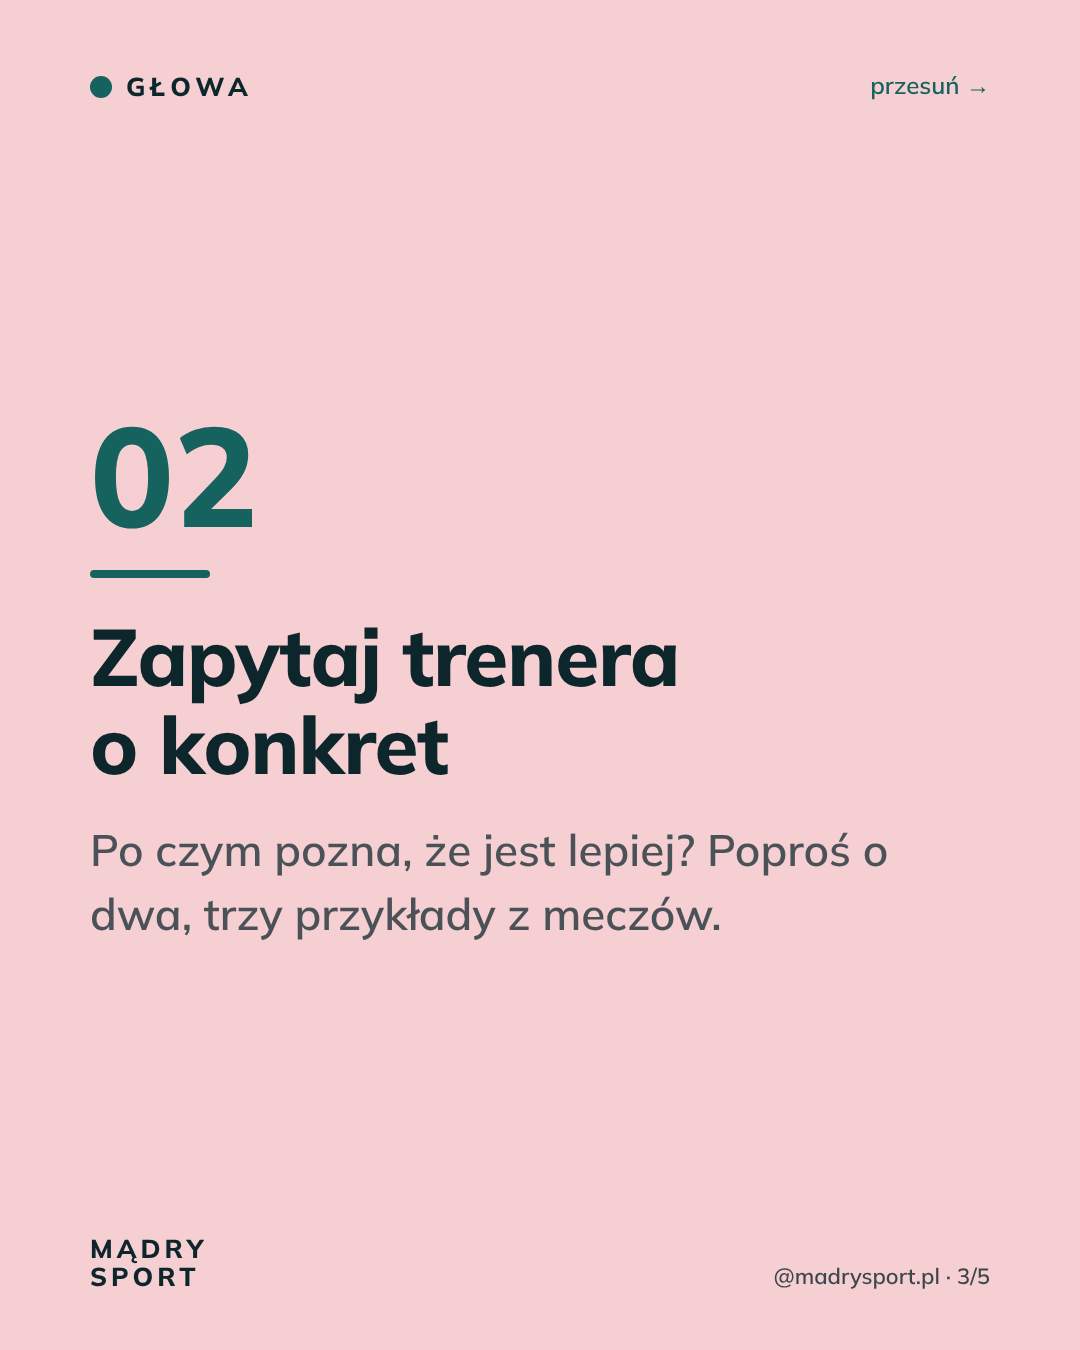 GŁOWA
przesuń →
02
Zapytaj trenera
o konkret
Po czym pozna, że jest lepiej? Poproś o
dwa, trzy przykłady z meczów.
MĄDRY
SPORT
@madrysport.pl · 3/5